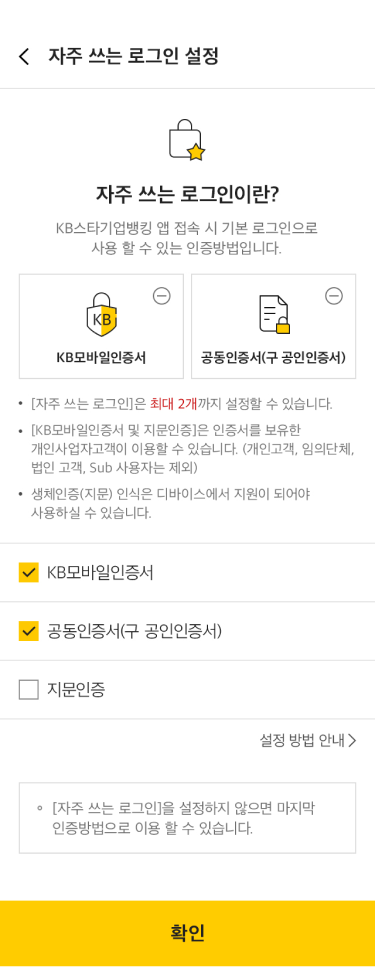 자주 쓰는 로그인 설정
자주 쓰는 로그인이란?
KB스타기업뱅킹 앱 접속 시 기본 로그인으로
사용 할 수 있는 인증방법입니다.
KB
KB모바일인증서
공동인증서(구 공인인증서)
• [자주 쓰는 로그인]은 최대 2개까지 설정할 수 있습니다.
• [KB모바일인증서 및 지문인증]은 인증서를 보유한
개인사업자고객이 이용할 수 있습니다. (개인고객, 임의단체,
법인 고객, Sub 사용자는 제외)
• 생체인증(지문) 인식은 디바이스에서 지원이 되어야
사용하실 수 있습니다.
KB모바일인증서
공동인증서(구 공인인증서)
지문인증
설정 방법 안내
[자주 쓰는 로그인]을 설정하지 않으면 마지막
인증방법으로 이용 할 수 있습니다.
확인